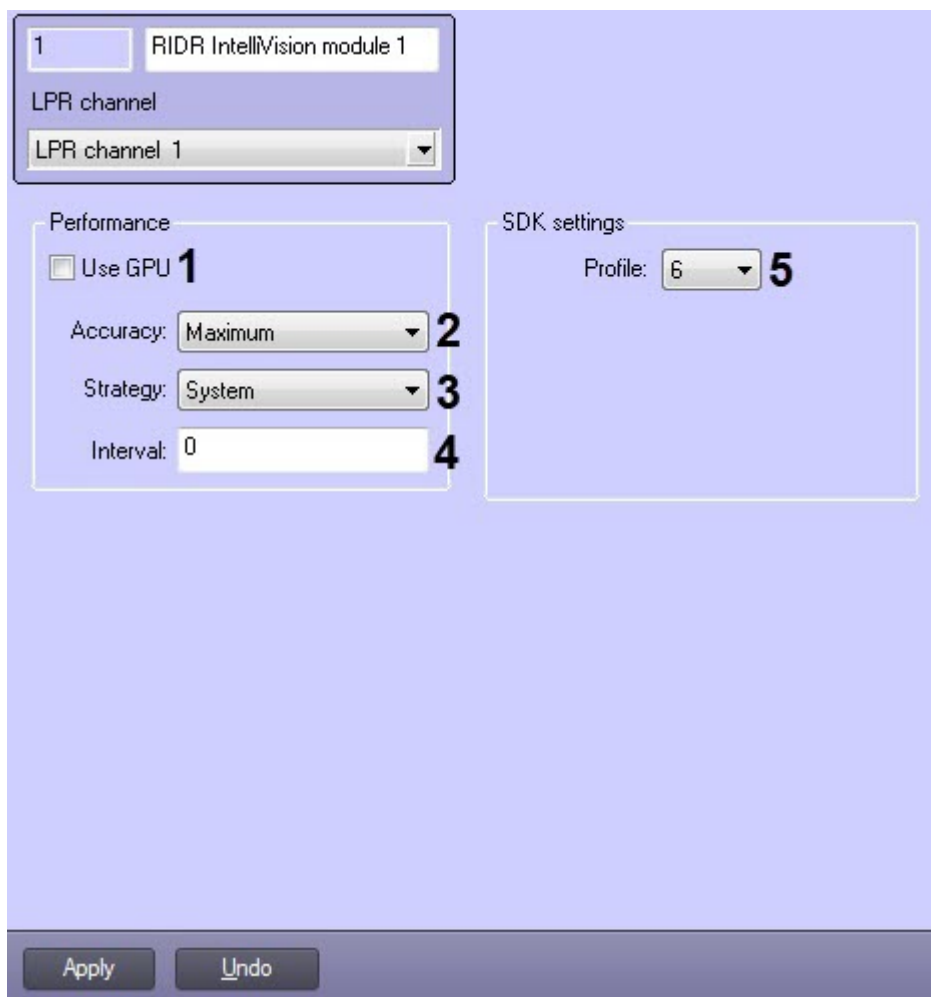 1 RIDR IntelliVision module 1
LPR channel
LPR channel 1
Performance
Use GPU 1
Accuracy: Maximum 2
Strategy: System 3
Interval: 0 4
SDK settings
Profile: 6 5
Apply Undo